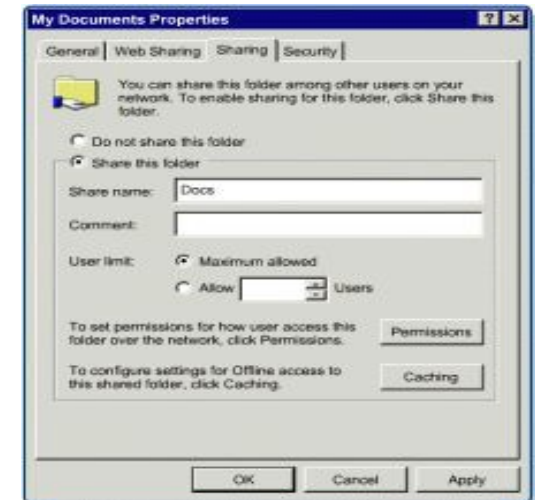 My Documents Properties
General Web Sharing Sharing Security
You can share this folder among other users on your
network. To enable sharing for this folder, click Share this
folder.
Do not share this folder
Share this folder
Share name: Docs
Comment:
User limit: Maximum allowed
Allow Users
To set permissions for how user access this
folder over the network, click Permissions.
Permissions
To configure settings for Offline access to
this shared folder, click Caching.
Caching
OK Cancel Apply